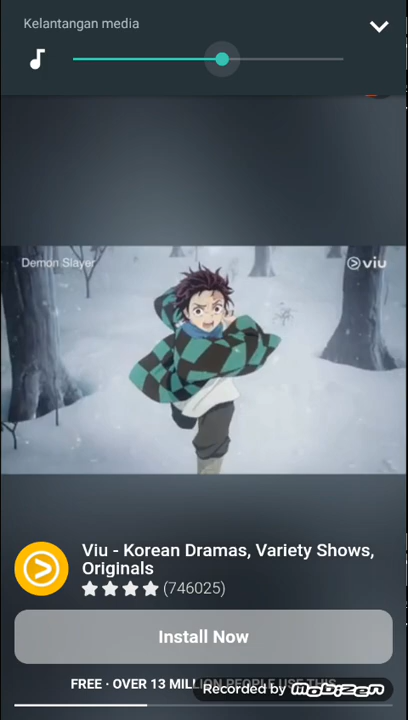 Kelantangan media
Demon Slayer
viu
Viu - Korean Dramas, Variety Shows,
Originals
(746025)
Install Now
FREE · OVER 13 MILLION PEOPLE USE THIS
Recorded by mobizen